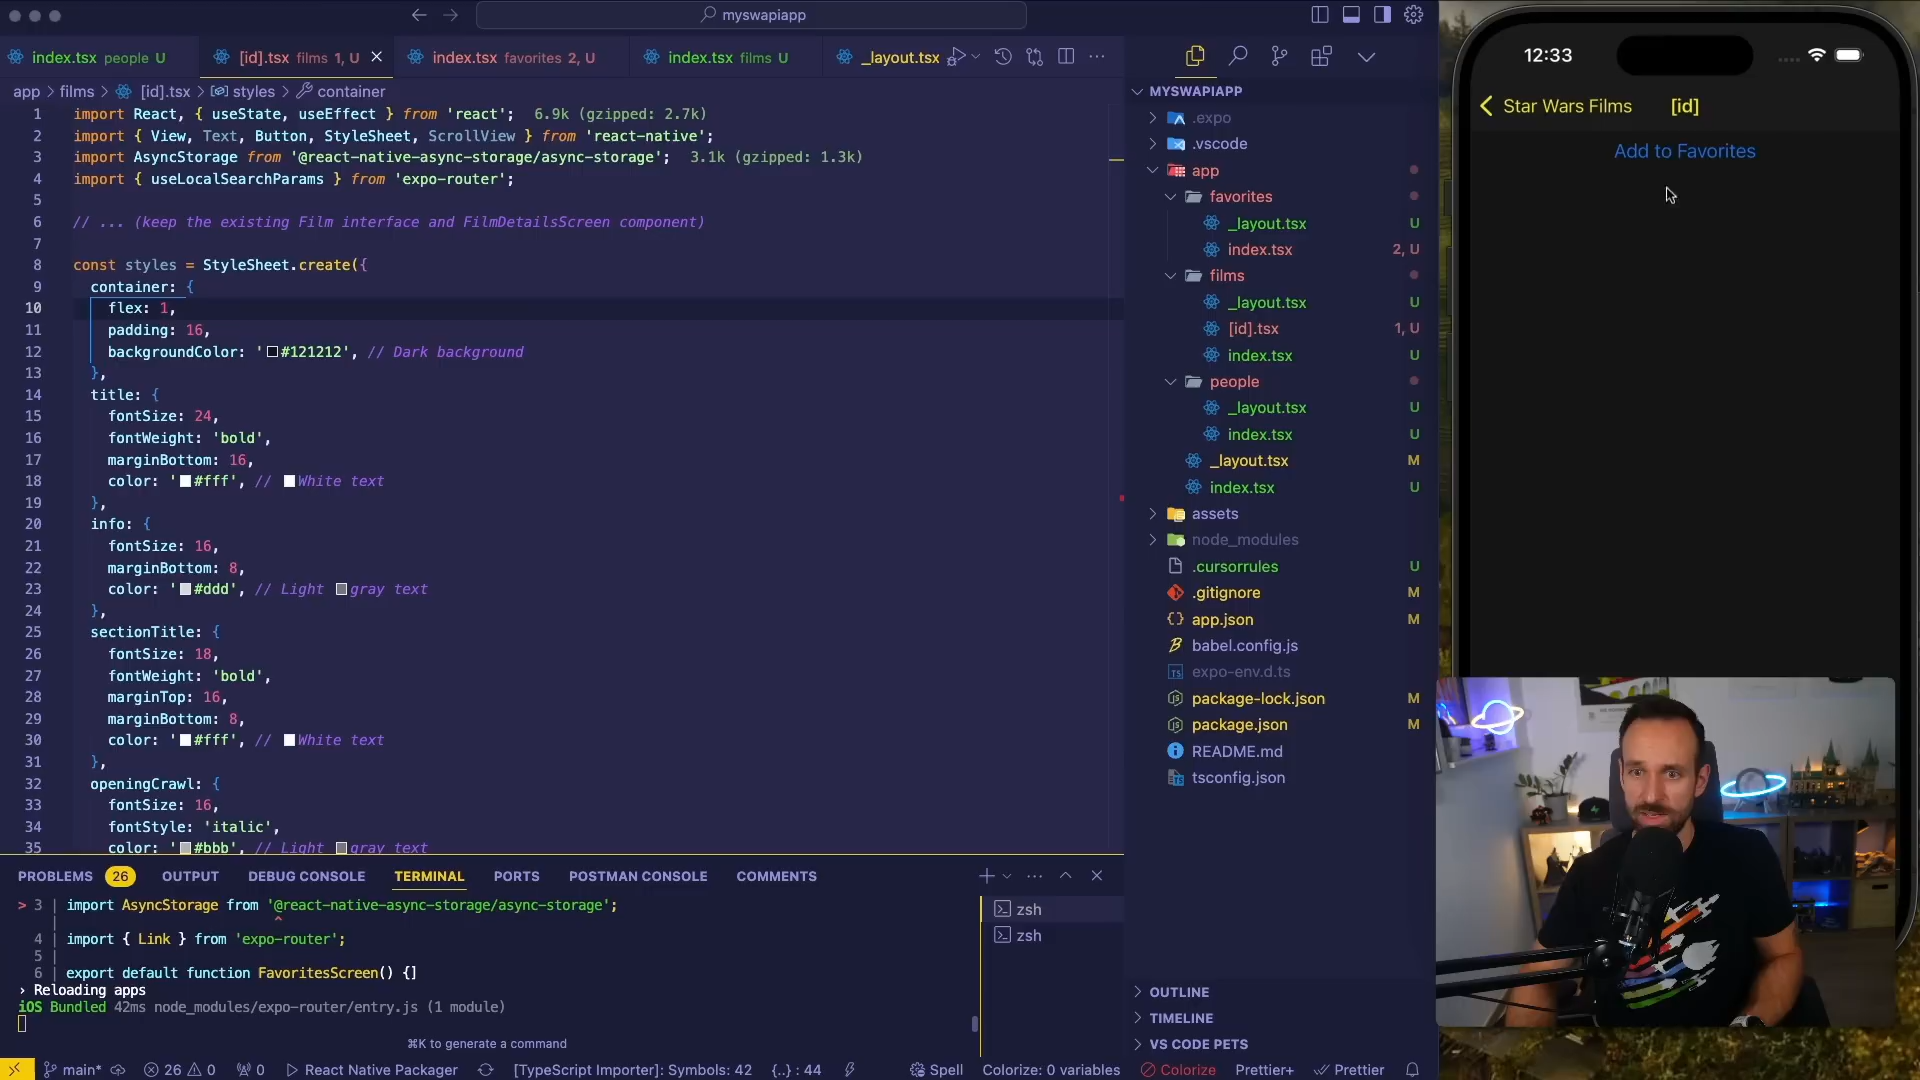 myswapiapp
index.tsx people U
[id].tsx films 1, U
index.tsx favorites 2, U
index.tsx films U
_layout.tsx
app > films > [id].tsx > styles > container
1 import React, { useState, useEffect } from 'react'; 6.9k (gzipped: 2.7k)
2 import { View, Text, Button, StyleSheet, ScrollView } from 'react-native';
3 import AsyncStorage from '@react-native-async-storage/async-storage'; 3.1k (gzipped: 1.3k)
4 import { useLocalSearchParams } from 'expo-router';
5
6 // ... (keep the existing Film interface and FilmDetailsScreen component)
7
8 const styles = StyleSheet.create({
9 container: {
10 flex: 1,
11 padding: 16,
12 backgroundColor: '#121212', // Dark background
13 },
14 title: {
15 fontSize: 24,
16 fontWeight: 'bold',
17 marginBottom: 16,
18 color: '#fff', // White text
19 },
20 info: {
21 fontSize: 16,
22 marginBottom: 8,
23 color: '#ddd', // Light gray text
24 },
25 sectionTitle: {
26 fontSize: 18,
27 fontWeight: 'bold',
28 marginTop: 16,
29 marginBottom: 8,
30 color: '#fff', // White text
31 },
32 openingCrawl: {
33 fontSize: 16,
34 fontStyle: 'italic',
35 color: '#bbb', // Light gray text
PROBLEMS 26 OUTPUT DEBUG CONSOLE TERMINAL PORTS POSTMAN CONSOLE COMMENTS
> 3 | import AsyncStorage from '@react-native-async-storage/async-storage';
| ^
4 | import { Link } from 'expo-router';
5 |
6 | export default function FavoritesScreen() {}
› Reloading apps
iOS Bundled 42ms node_modules/expo-router/entry.js (1 module)
⌘K to generate a command
zsh
zsh
MYSWAPIAPP
.expo
.vscode
app
favorites
_layout.tsx U
index.tsx 2, U
films
_layout.tsx U
[id].tsx 1, U
index.tsx U
people
_layout.tsx U
index.tsx U
_layout.tsx M
index.tsx U
assets
node_modules
.cursorrules U
.gitignore M
app.json M
babel.config.js
expo-env.d.ts
package-lock.json M
package.json M
README.md
tsconfig.json
OUTLINE
TIMELINE
VS CODE PETS
main* 26 0 0 React Native Packager [TypeScript Importer]: Symbols: 42 {..} : 44 Spell Colorize: 0 variables Colorize Prettier+ Prettier
12:33
Star Wars Films [id]
Add to Favorites